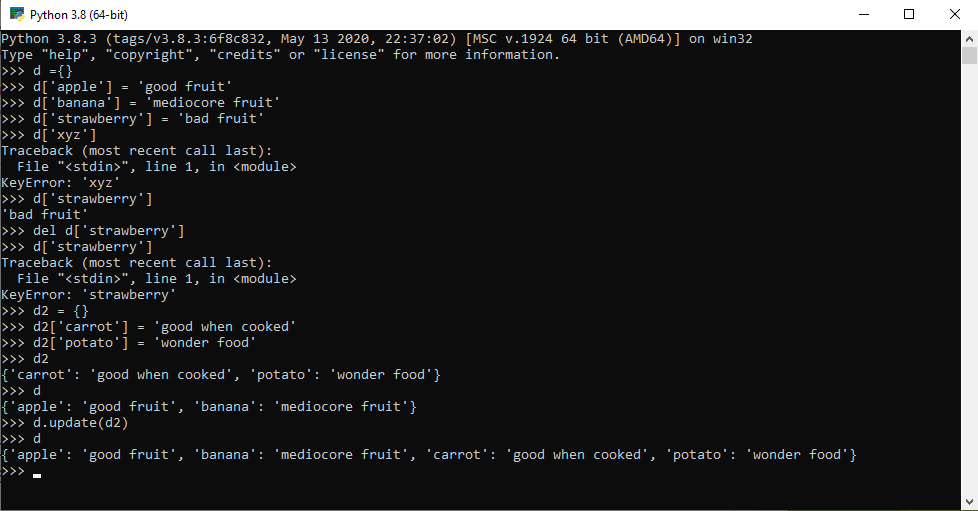 Python 3.8 (64-bit)
Python 3.8.3 (tags/v3.8.3:6f8c832, May 13 2020, 22:37:02) [MSC v.1924 64 bit (AMD64)] on win32
Type "help", "copyright", "credits" or "license" for more information.
>>> d ={}
>>> d['apple'] = 'good fruit'
>>> d['banana'] = 'mediocore fruit'
>>> d['strawberry'] = 'bad fruit'
>>> d['xyz']
Traceback (most recent call last):
  File "<stdin>", line 1, in <module>
KeyError: 'xyz'
>>> d['strawberry']
'bad fruit'
>>> del d['strawberry']
>>> d['strawberry']
Traceback (most recent call last):
  File "<stdin>", line 1, in <module>
KeyError: 'strawberry'
>>> d2 = {}
>>> d2['carrot'] = 'good when cooked'
>>> d2['potato'] = 'wonder food'
>>> d2
{'carrot': 'good when cooked', 'potato': 'wonder food'}
>>> d
{'apple': 'good fruit', 'banana': 'mediocore fruit'}
>>> d.update(d2)
>>> d
{'apple': 'good fruit', 'banana': 'mediocore fruit', 'carrot': 'good when cooked', 'potato': 'wonder food'}
>>>